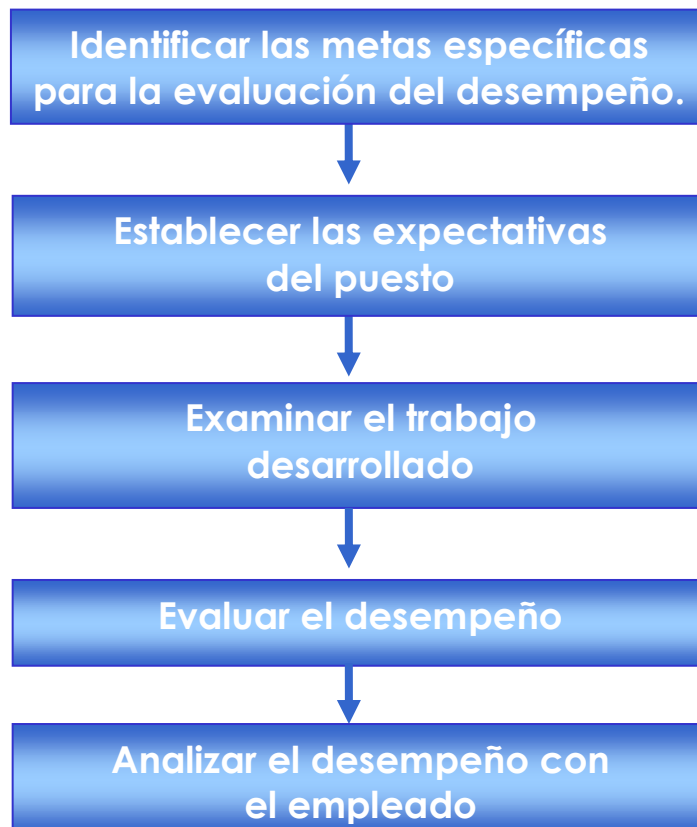 Identificar las metas específicas
para la evaluación del desempeño.
Establecer las expectativas
del puesto
Examinar el trabajo
desarrollado
Evaluar el desempeño
Analizar el desempeño con
el empleado